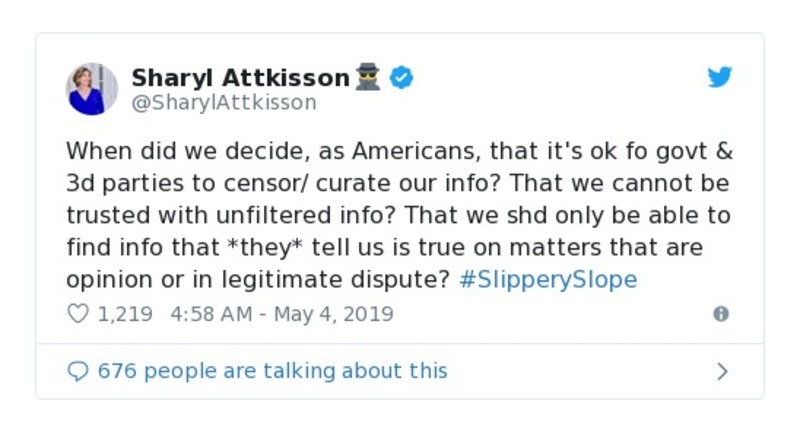 Sharyl Attkisson
@SharylAttkisson
When did we decide, as Americans, that it's ok fo govt &
3d parties to censor/ curate our info? That we cannot be
trusted with unfiltered info? That we shd only be able to
find info that *they* tell us is true on matters that are
opinion or in legitimate dispute? #SlipperySlope
1,219 4:58 AM - May 4, 2019
676 people are talking about this